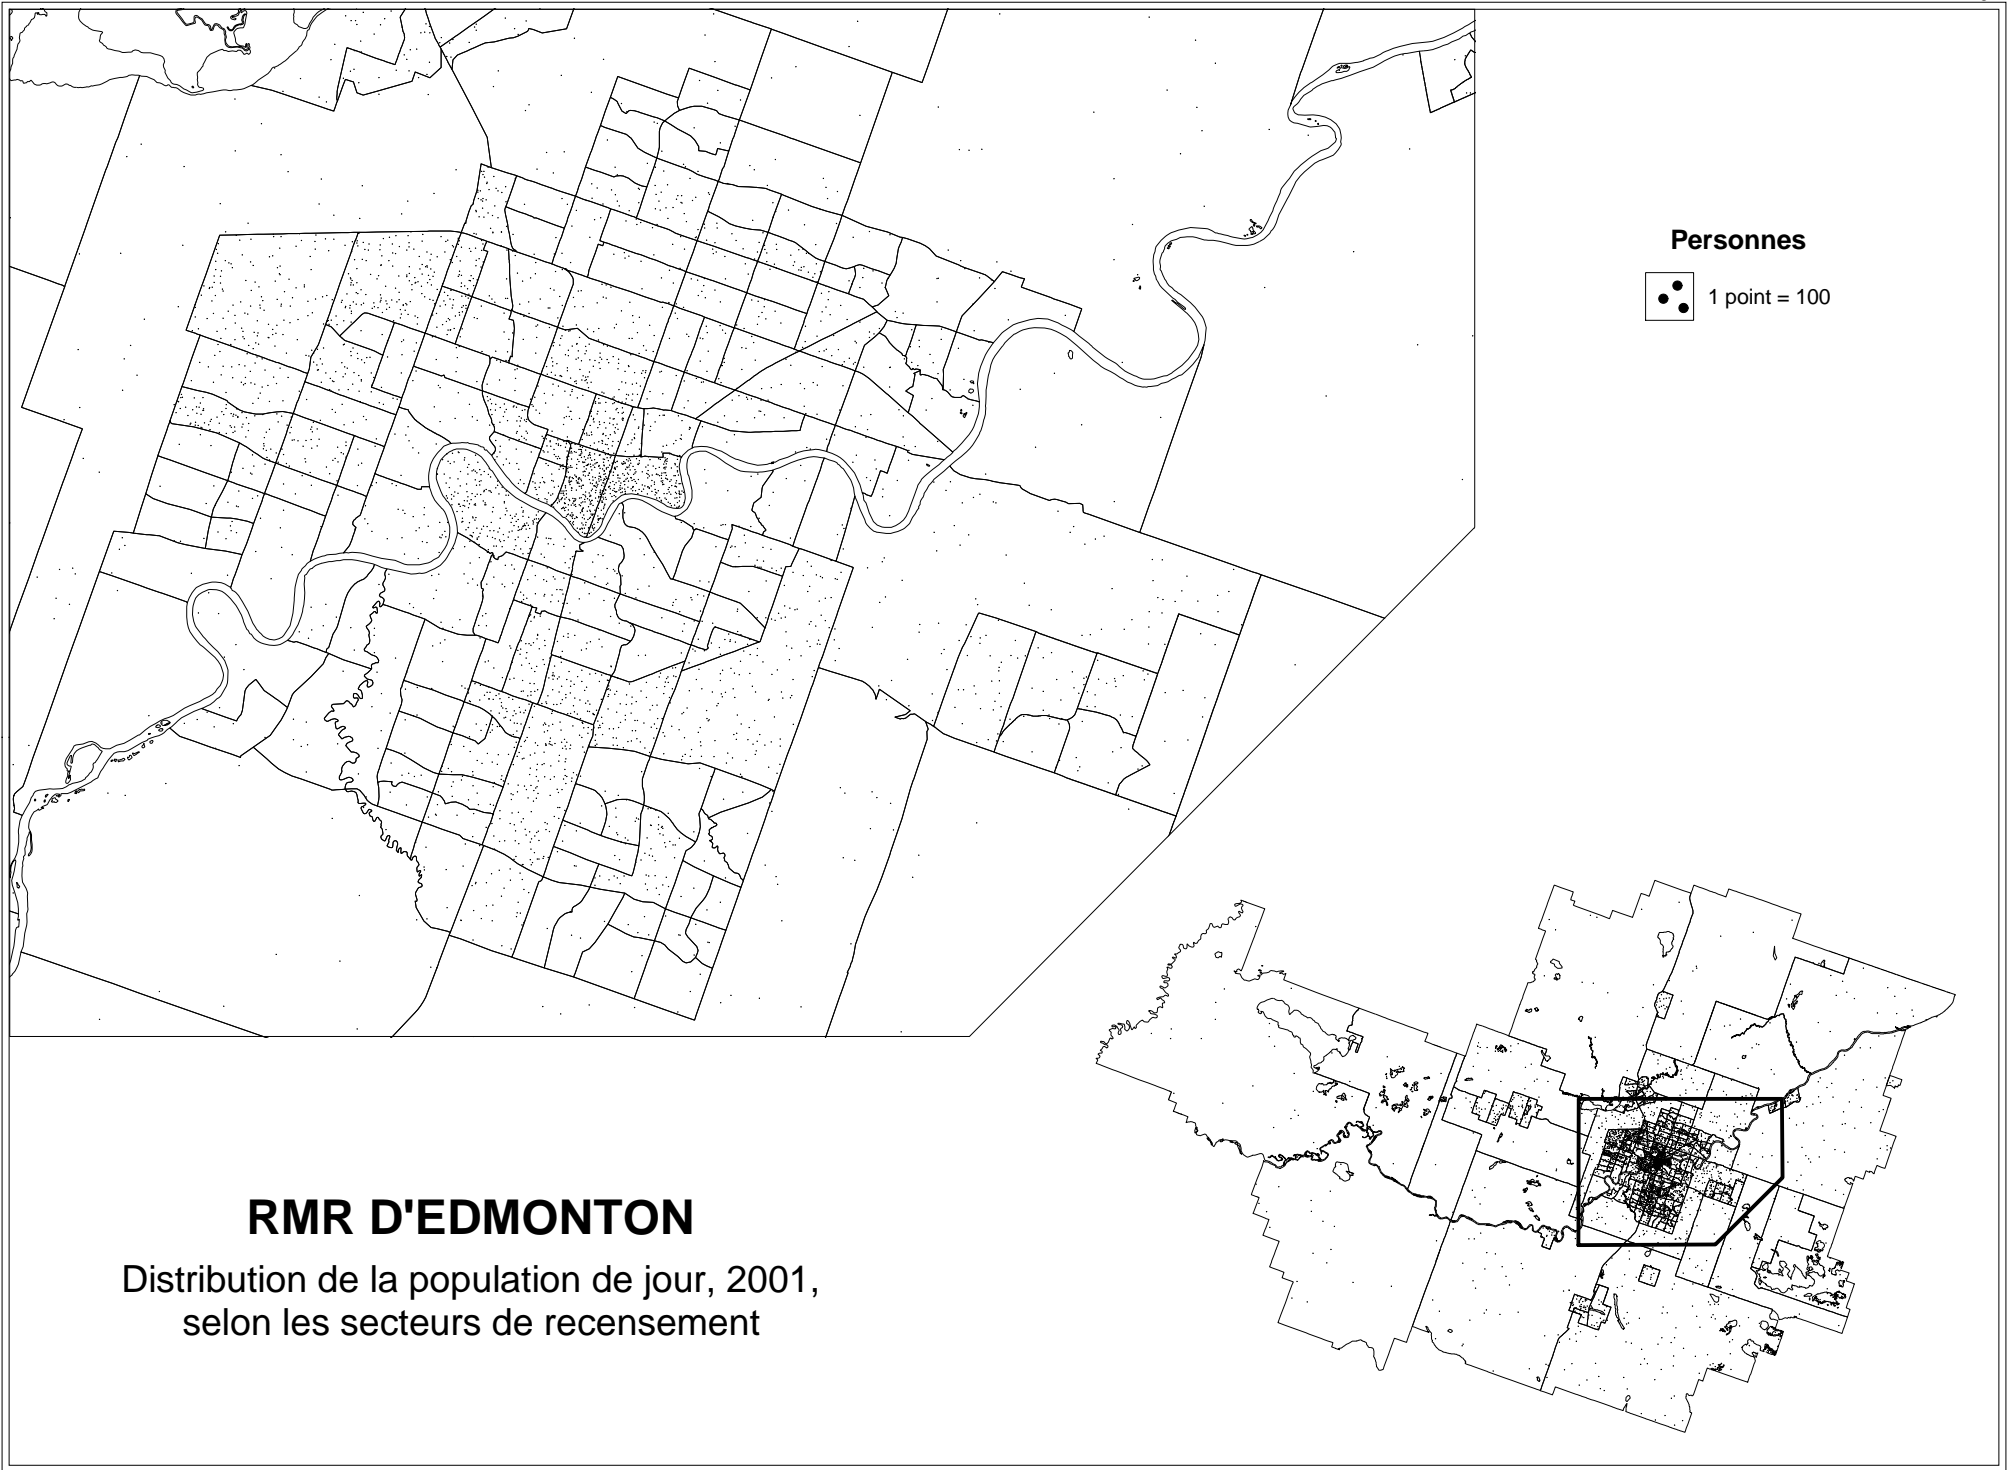 Personnes
1 point = 100
RMR D'EDMONTON
Distribution de la population de jour, 2001,
selon les secteurs de recensement